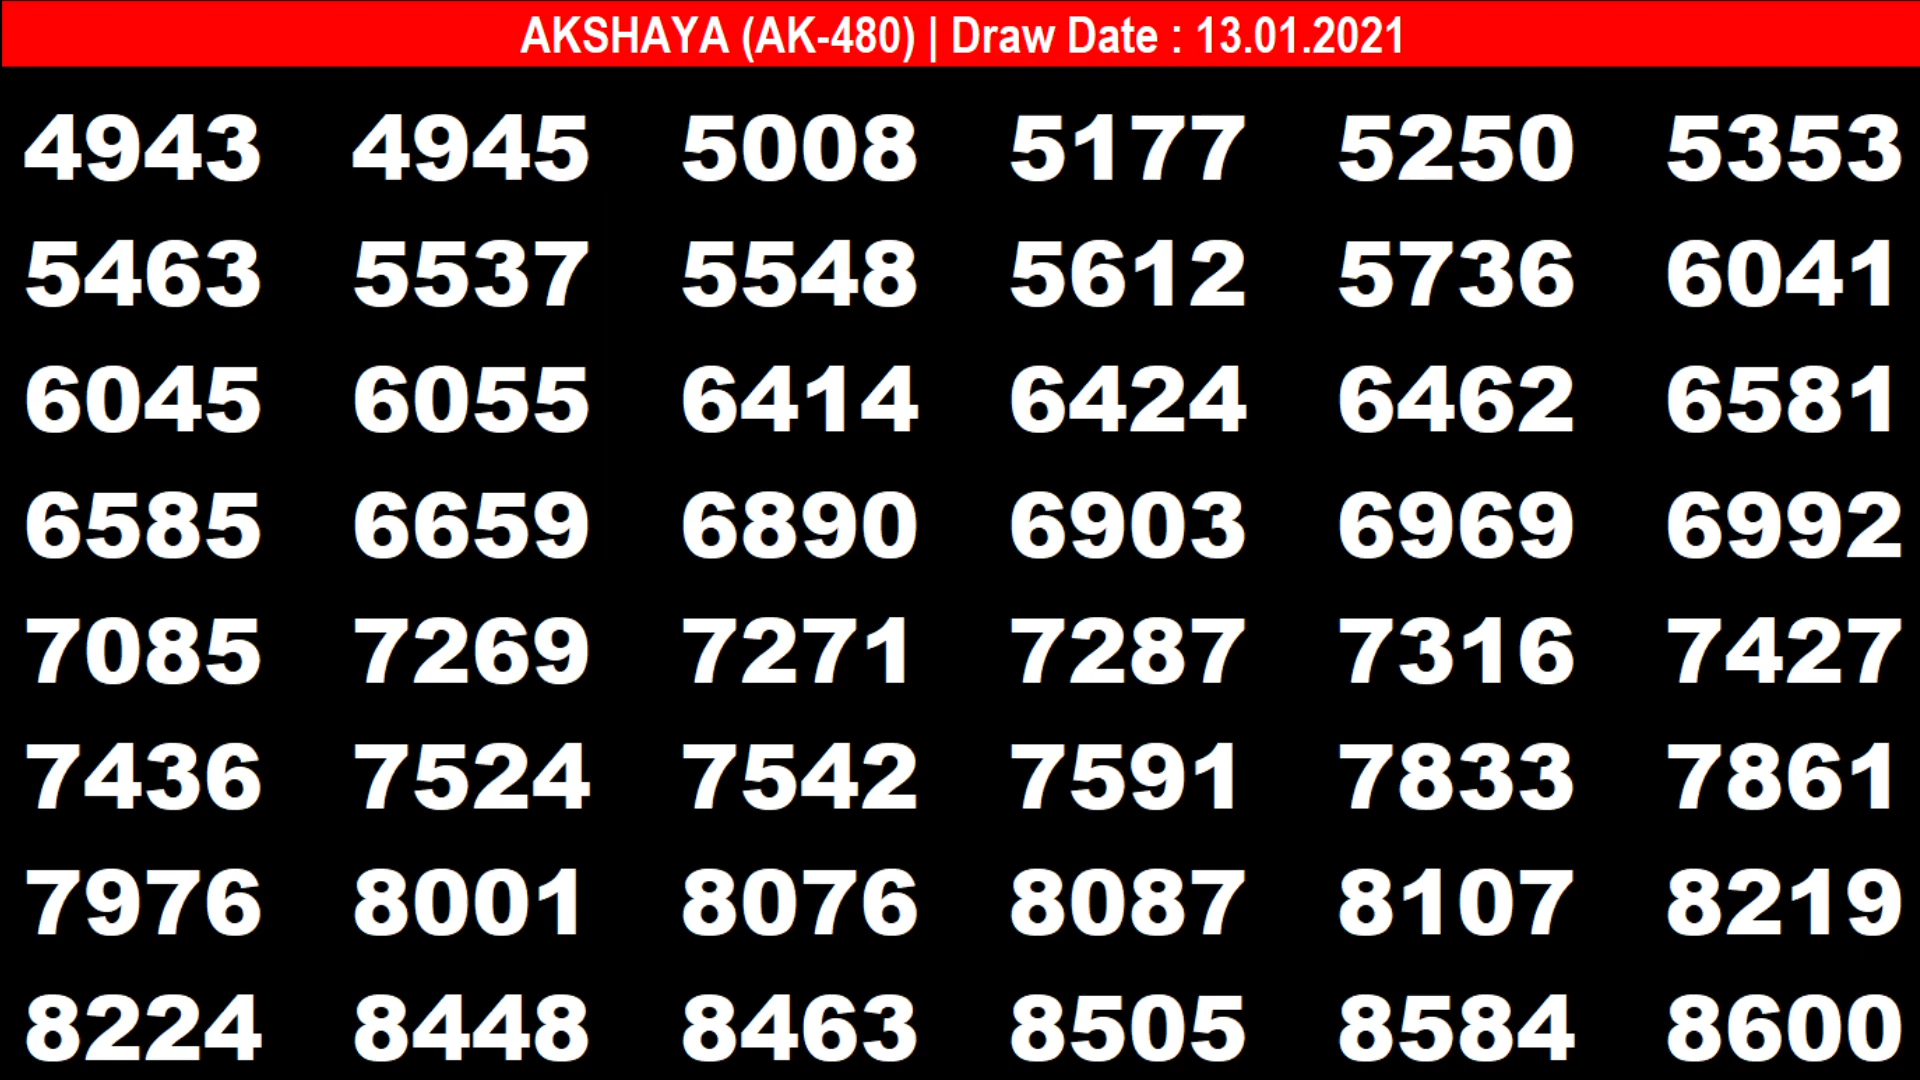 AKSHAYA (AK-480) | Draw Date : 13.01.2021
4943 4945 5008 5177 5250 5353
5463 5537 5548 5612 5736 6041
6045 6055 6414 6424 6462 6581
6585 6659 6890 6903 6969 6992
7085 7269 7271 7287 7316 7427
7436 7524 7542 7591 7833 7861
7976 8001 8076 8087 8107 8219
8224 8448 8463 8505 8584 8600